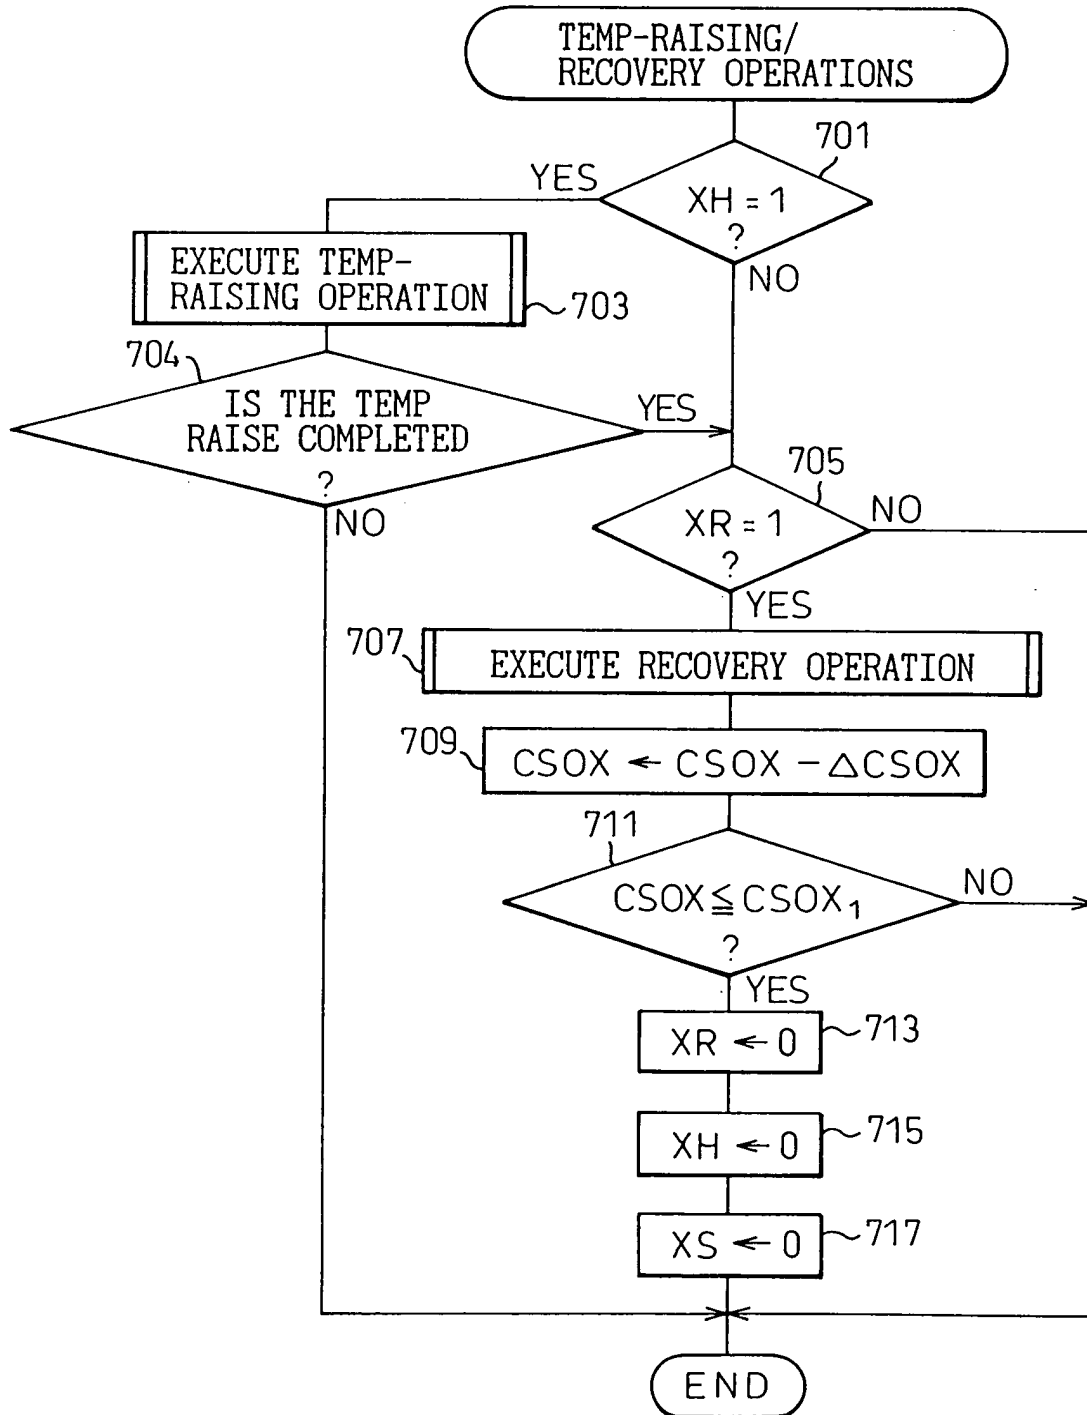 TEMP-RAISING/
RECOVERY OPERATIONS
701
YES
XH = 1
?
NO
EXECUTE TEMP-
RAISING OPERATION
703
704
IS THE TEMP
RAISE COMPLETED
?
YES
NO
705
XR = 1
?
NO
YES
707
EXECUTE RECOVERY OPERATION
709
CSOX ← CSOX − △CSOX
711
CSOX ≦ CSOX₁
?
NO
YES
XR ← 0
713
XH ← 0
715
XS ← 0
717
END